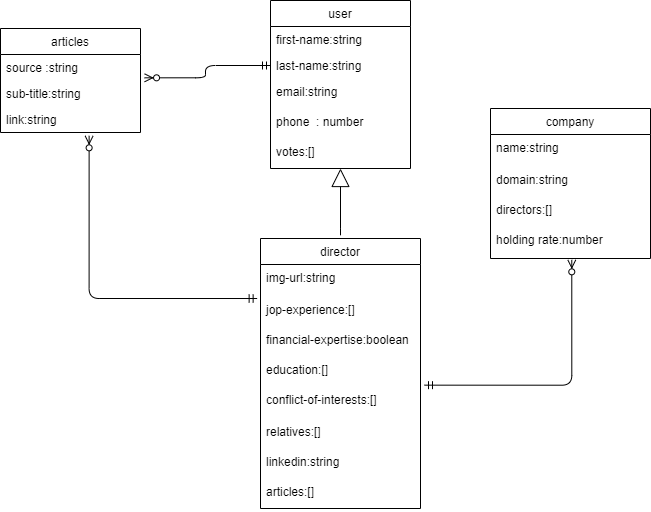 user
first-name:string
last-name:string
email:string
phone : number
votes:[]
articles
source :string
sub-title:string
link:string
company
name:string
domain:string
directors:[]
holding rate:number
director
img-url:string
jop-experience:[]
financial-expertise:boolean
education:[]
conflict-of-interests:[]
relatives:[]
linkedin:string
articles:[]